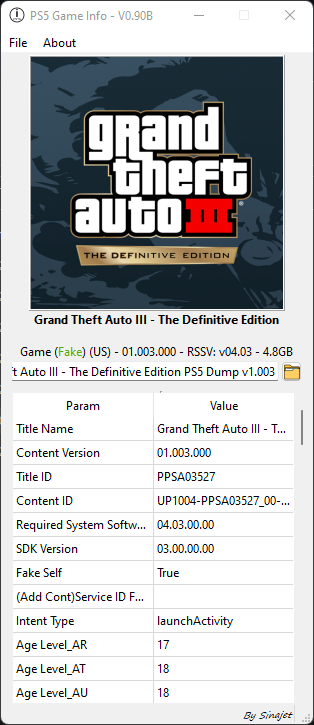 PS5 Game Info - V0.90B
File About
grand
theft
auto III
®
THE DEFINITIVE EDITION
Grand Theft Auto III - The Definitive Edition
Game (Fake) (US) - 01.003.000 - RSSV: v04.03 - 4.8GB
ft Auto III - The Definitive Edition PS5 Dump v1.003
Param Value
Title Name Grand Theft Auto III - T...
Content Version 01.003.000
Title ID PPSA03527
Content ID UP1004-PPSA03527_00-...
Required System Softw... 04.03.00.00
SDK Version 03.00.00.00
Fake Self True
(Add Cont)Service ID F...
Intent Type launchActivity
Age Level_AR 17
Age Level_AT 18
Age Level_AU 18
By Sinajet